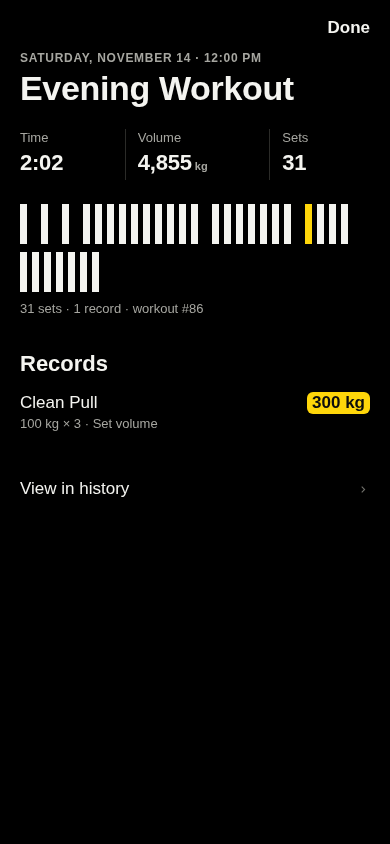 Done
SATURDAY, NOVEMBER 14 · 12:00 PM
Evening Workout
Time Volume Sets
2:02 4,855 kg 31
31 sets · 1 record · workout #86
Records
Clean Pull 300 kg
100 kg × 3 · Set volume
View in history ›